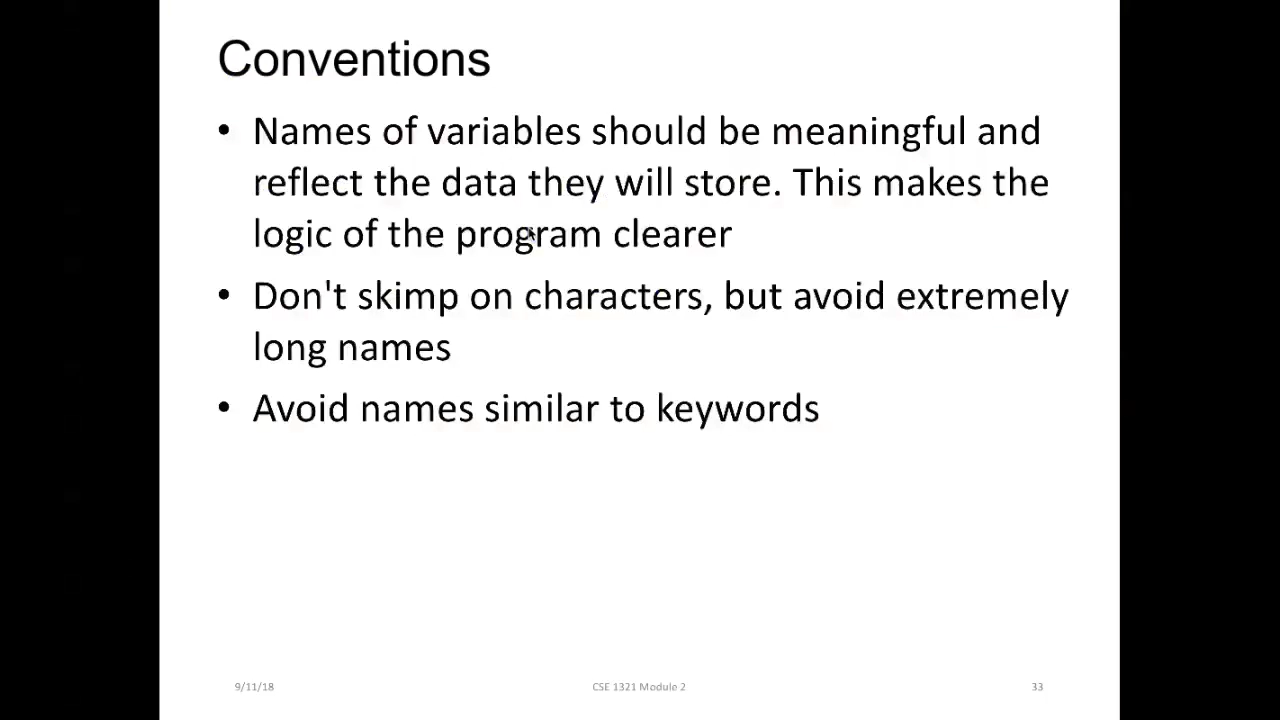 Conventions
• Names of variables should be meaningful and
reflect the data they will store. This makes the
logic of the program clearer
• Don't skimp on characters, but avoid extremely
long names
• Avoid names similar to keywords
9/11/18
CSE 1321 Module 2
33